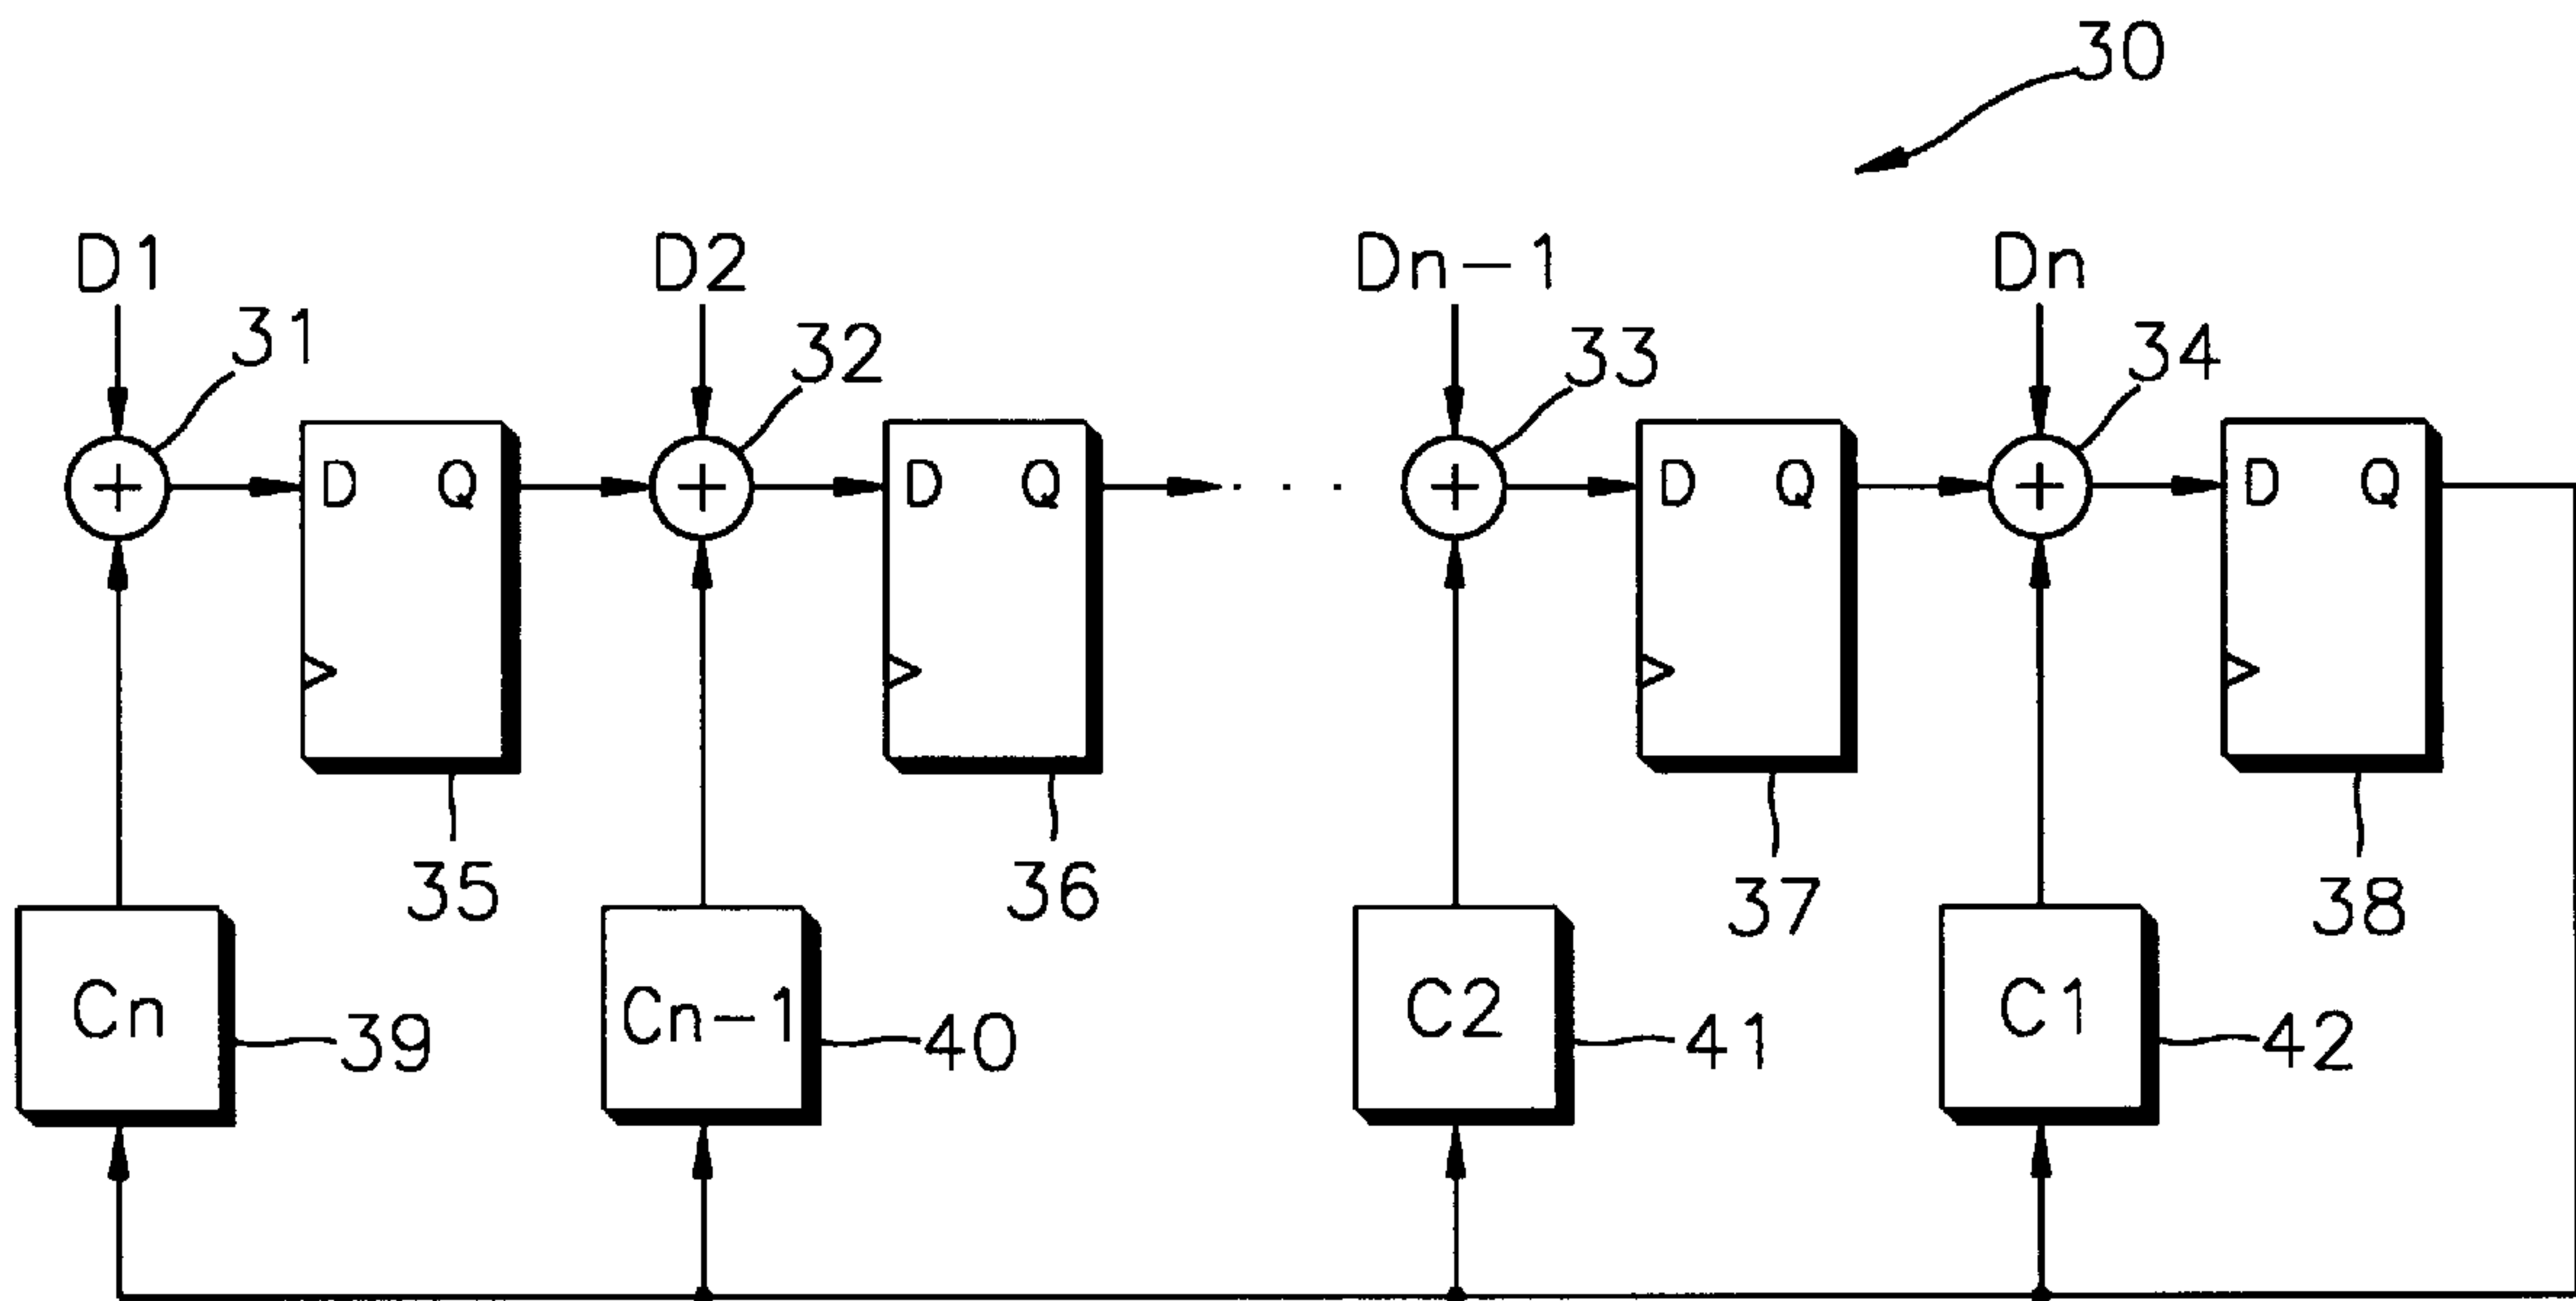 30
D1 D2 Dn-1 Dn
31 32 33 34
+ + + +
D Q D Q D Q D Q
35 36 37 38
Cn Cn-1 C2 C1
39 40 41 42